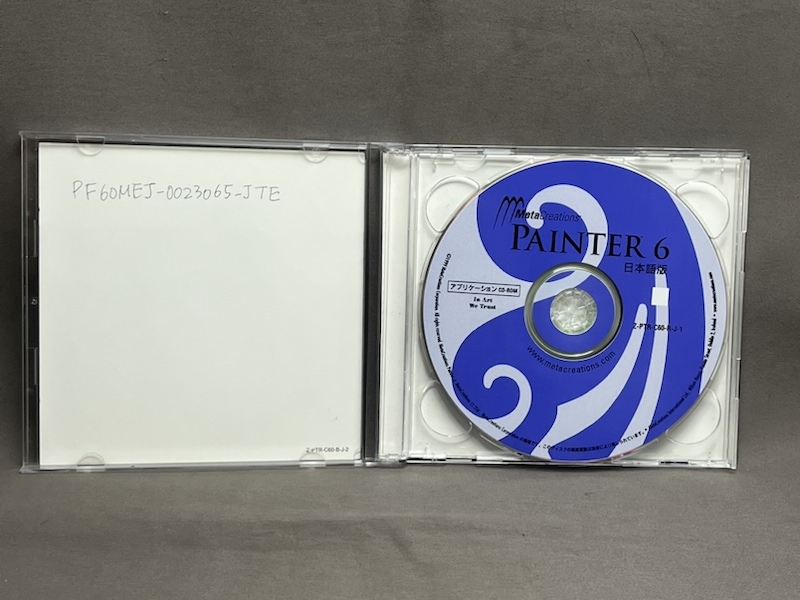 PF60MEJ-0023065-JTE
Z-PTR-C60-B-J-2
MetaCreations
PAINTER 6
日本語版
アプリケーション CD-ROM
In Art
We Trust
Z-PTR-C60-B-J-1
www.metacreations.com